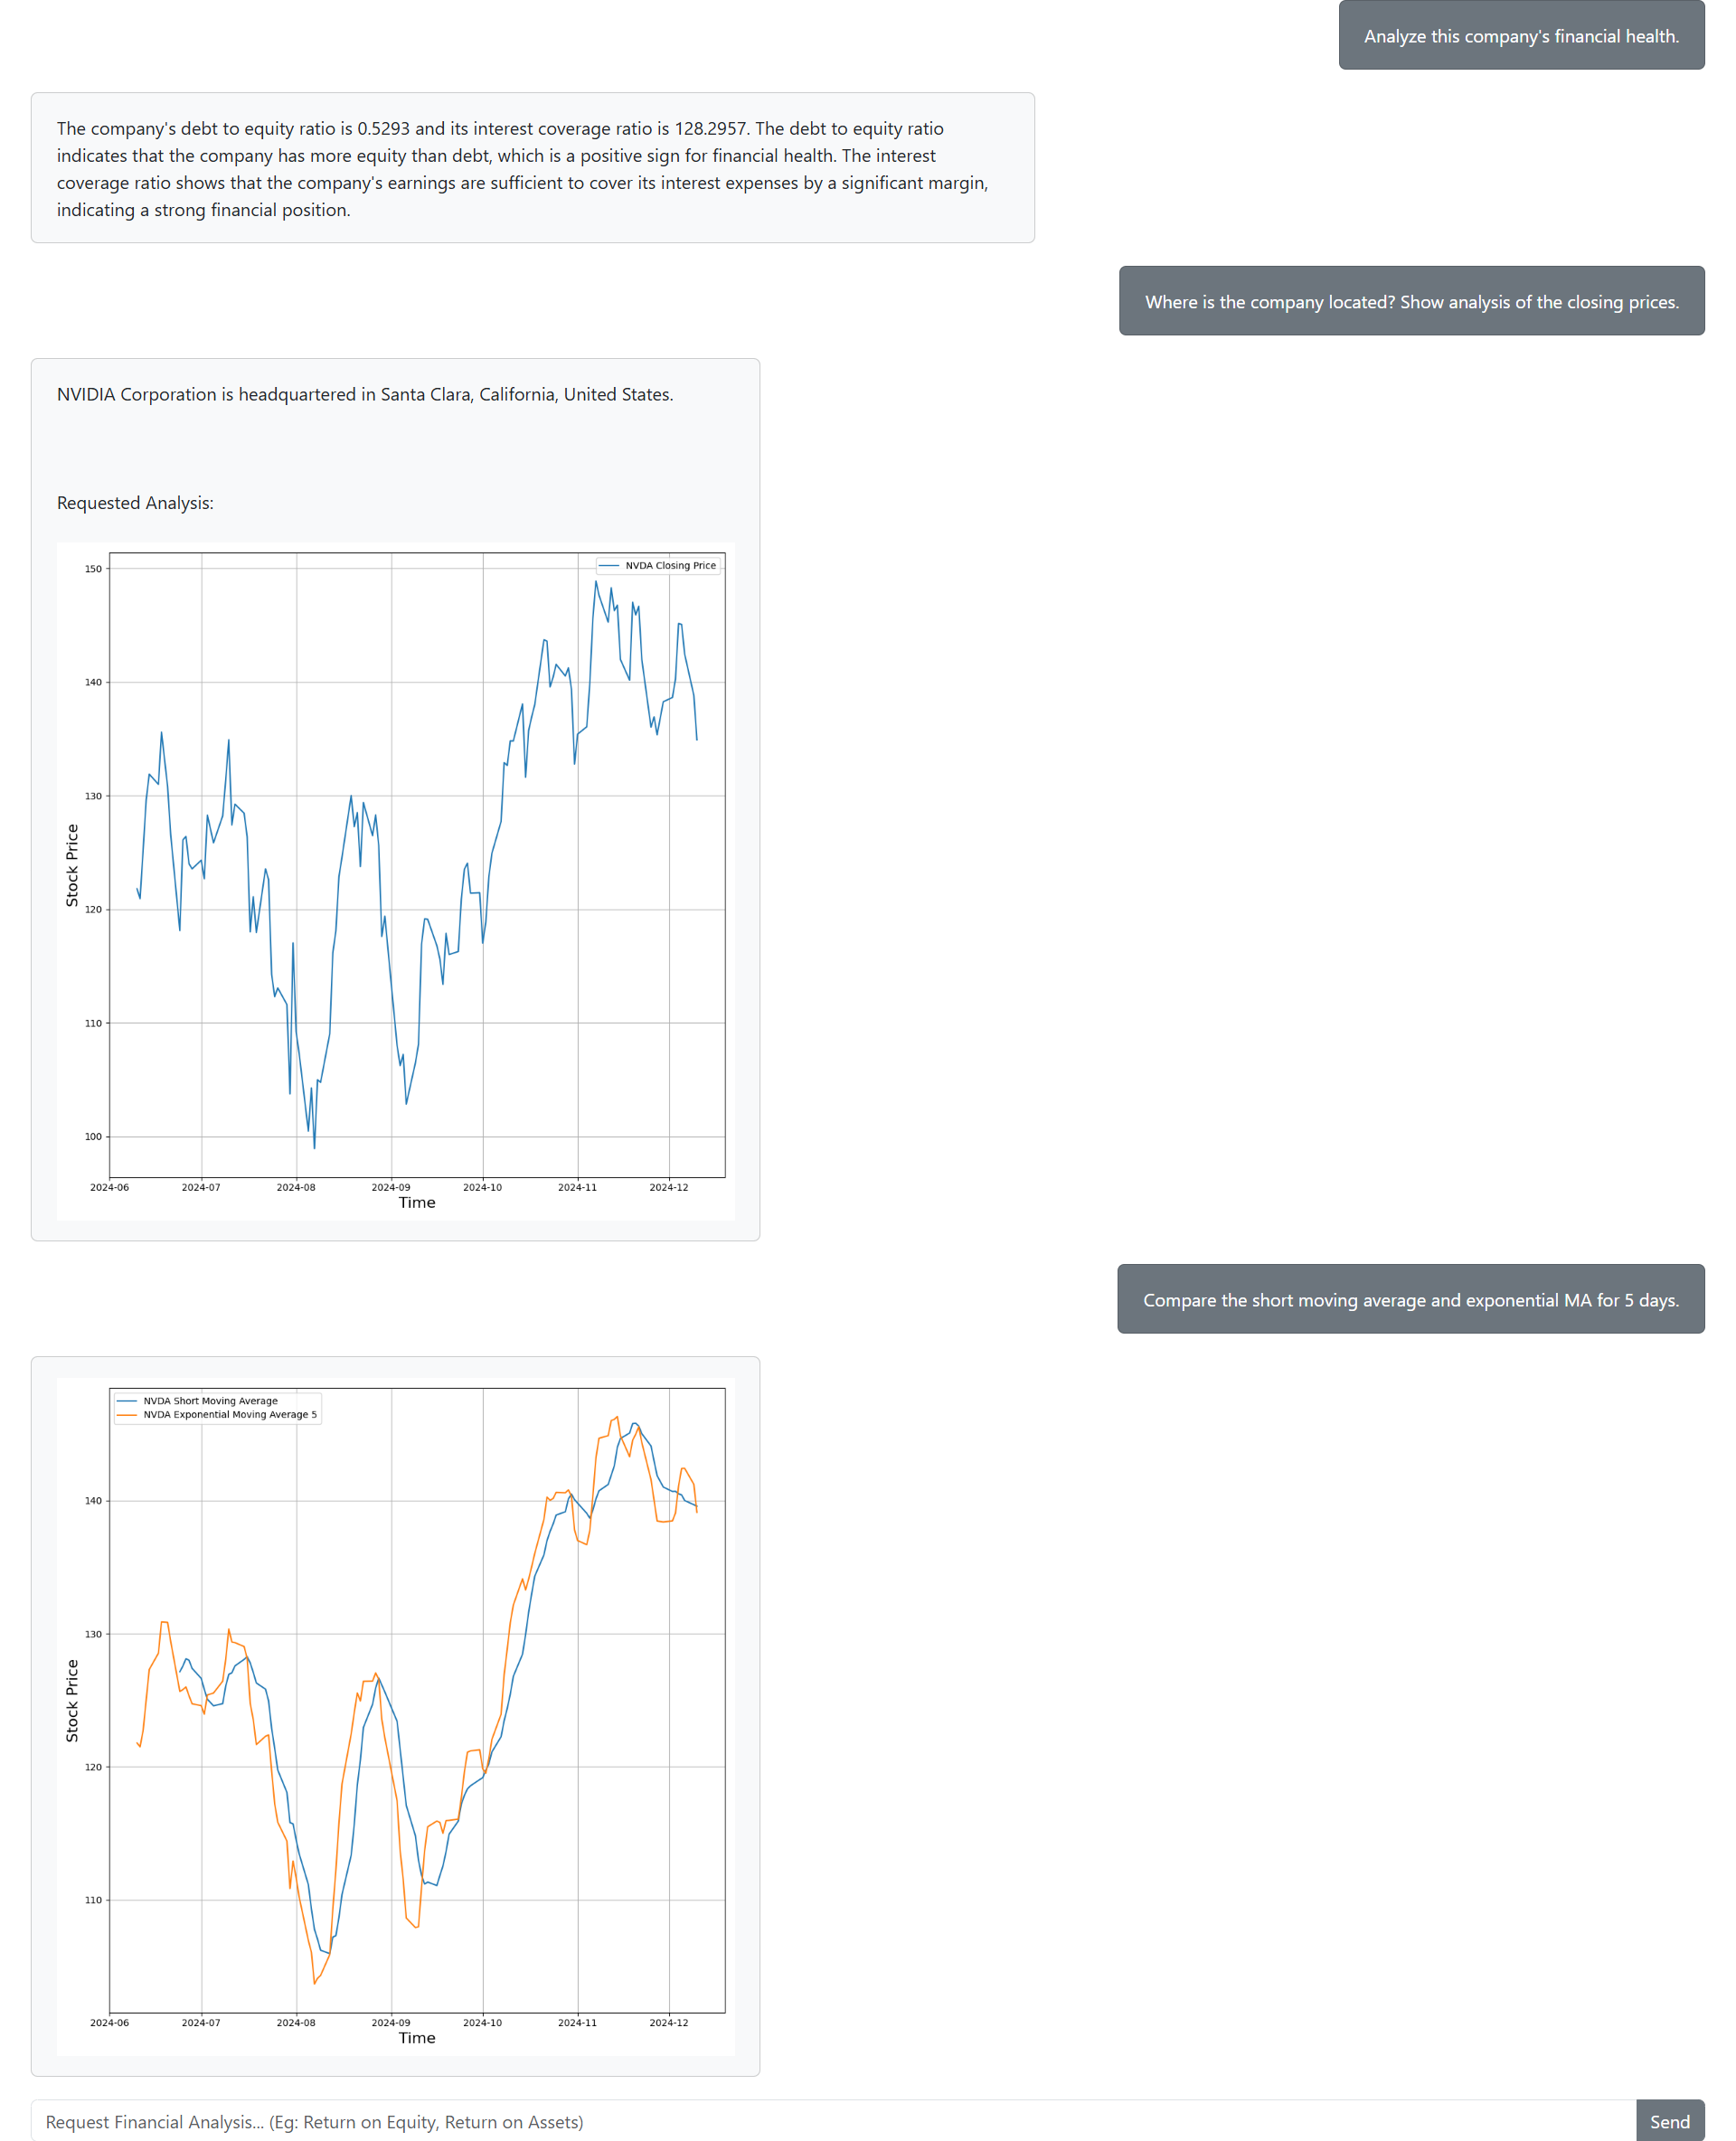 Analyze this company's financial health.
The company's debt to equity ratio is 0.5293 and its interest coverage ratio is 128.2957. The debt to equity ratio
indicates that the company has more equity than debt, which is a positive sign for financial health. The interest
coverage ratio shows that the company's earnings are sufficient to cover its interest expenses by a significant margin,
indicating a strong financial position.
Where is the company located? Show analysis of the closing prices.
NVIDIA Corporation is headquartered in Santa Clara, California, United States.
Requested Analysis:
NVDA Closing Price
150
140
130
120
110
100
Stock Price
2024-06 2024-07 2024-08 2024-09 2024-10 2024-11 2024-12
Time
Compare the short moving average and exponential MA for 5 days.
NVDA Short Moving Average
NVDA Exponential Moving Average 5
140
130
120
110
Stock Price
2024-06 2024-07 2024-08 2024-09 2024-10 2024-11 2024-12
Time
Request Financial Analysis... (Eg: Return on Equity, Return on Assets)
Send